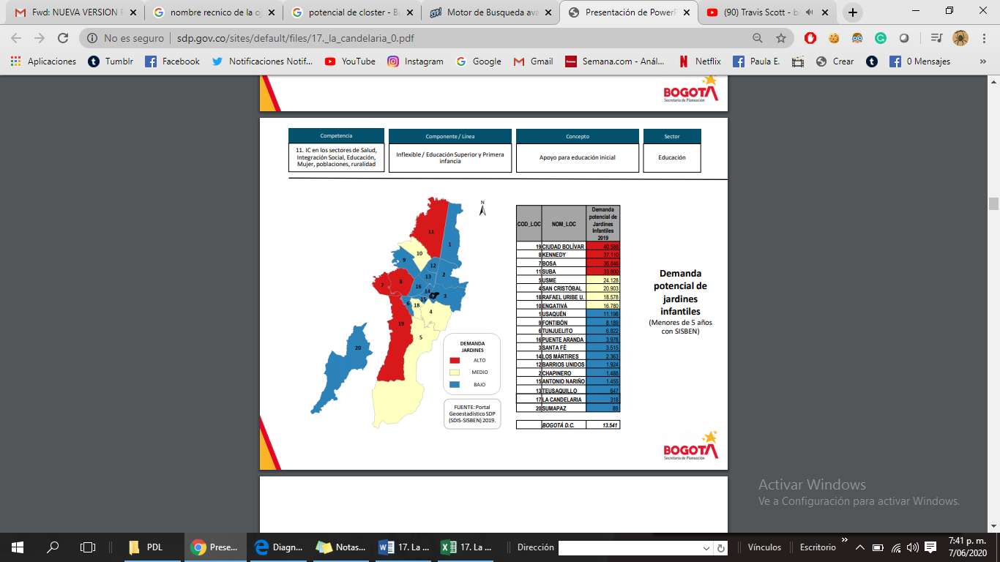 Fwd: NUEVA VERSION
nombre recnico de la oj
potencial de closter - B
Motor de Busqueda ava
Presentación de PowerP
(90) Travis Scott - b
No es seguro | sdp.gov.co/sites/default/files/17._la_candelaria_0.pdf
Aplicaciones
Tumblr
Facebook
Notificaciones Notif...
YouTube
Instagram
Google
Gmail
Semana.com - Anál...
Netflix
Paula E.
Crear
0 Mensajes
»
BOGOTA
Secretaría de Planeación
Competencia
Componente / Línea
Concepto
Sector
11. IC en los sectores de Salud,
Integración Social, Educación,
Mujer, poblaciones, ruralidad
Inflexible / Educación Superior y Primera
infancia
Apoyo para educación inicial
Educación
N
11
1
10
9
12
2
13
8
7
16
14
3
15
6
18
4
19
5
20
DEMANDA
JARDINES
ALTO
MEDIO
BAJO
FUENTE: Portal
Geoestadístico SDP
(SDIS-SISBEN) 2019.
COD_LOC NOM_LOC Demanda
potencial de
Jardines
Infantiles
2019
19 CIUDAD BOLÍVAR 40.588
8 KENNEDY 37.110
7 BOSA 36.846
11 SUBA 33.800
5 USME 24.128
4 SAN CRISTÓBAL 20.903
18 RAFAEL URIBE U. 18.578
10 ENGATIVÁ 16.780
1 USAQUÉN 11.198
9 FONTIBÓN 8.189
6 TUNJUELITO 6.922
16 PUENTE ARANDA 3.978
3 SANTA FÉ 3.515
14 LOS MÁRTIRES 2.363
12 BARRIOS UNIDOS 1.924
2 CHAPINERO 1.488
15 ANTONIO NARIÑO 1.455
13 TEUSAQUILLO 647
17 LA CANDELARIA 318
20 SUMAPAZ 89
BOGOTÁ D.C. 13.541
Demanda
potencial de
jardines
infantiles
(Menores de 5 años
con SISBEN)
BOGOTA
Secretaría de Planeación
Activar Windows
Ve a Configuración para activar Windows.
PDL
Prese...
Diagn...
Notas...
17. La ...
17. La ...
Dirección
Vínculos
Escritorio
»
7:41 p. m.
7/06/2020